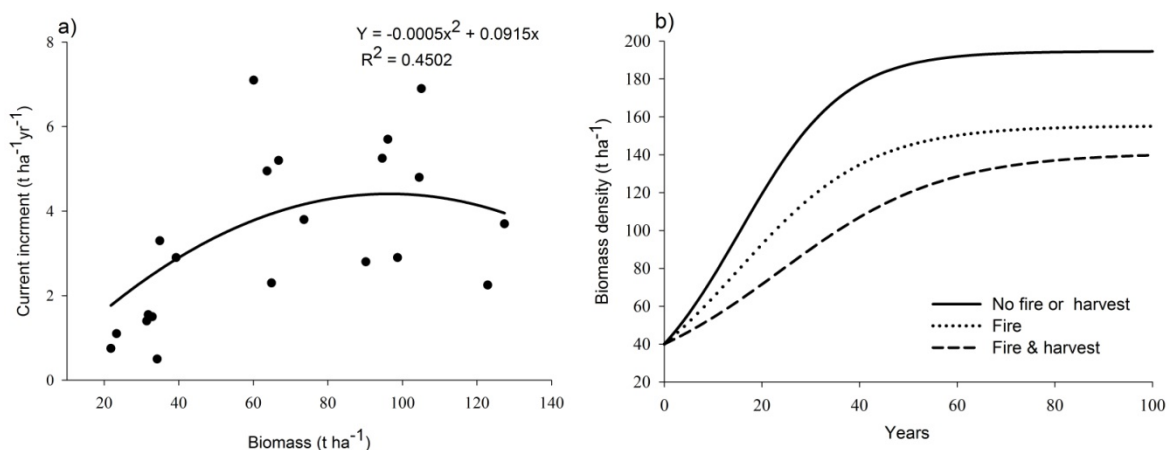 a)
Y = -0.0005x² + 0.0915x
R² = 0.4502
Current incrment (t ha⁻¹yr⁻¹)
8
6
4
2
0
20 40 60 80 100 120 140
Biomass (t ha⁻¹)
b)
Biomass density (t ha⁻¹)
200
180
160
140
120
100
80
60
40
20
No fire or harvest
Fire
Fire & harvest
0 20 40 60 80 100
Years